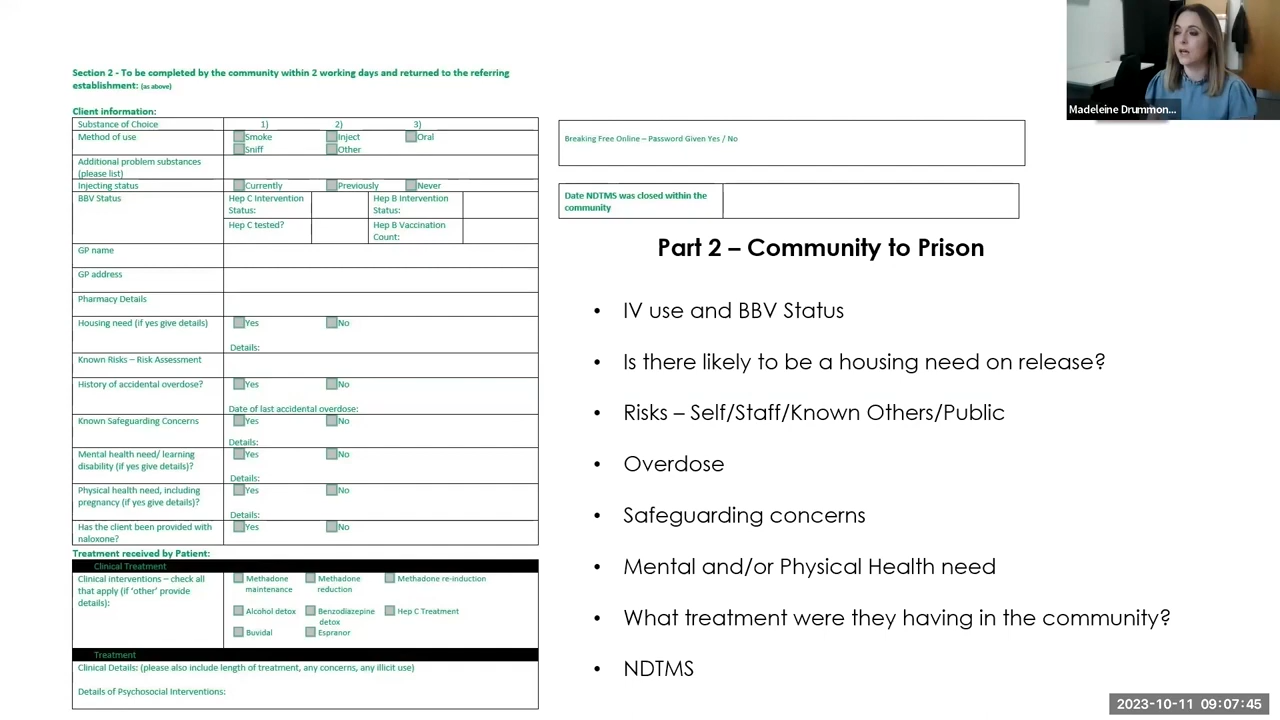 Section 2 - To be completed by the community within 2 working days and returned to the referring
establishment: (as above)
Client information:
Substance of Choice 1) 2) 3)
Method of use Smoke Inject Oral
Sniff Other
Additional problem substances
(please list)
Injecting status Currently Previously Never
BBV Status Hep C Intervention Hep B Intervention
Status: Status:
Hep C tested? Hep B Vaccination
Count:
GP name
GP address
Pharmacy Details
Housing need (if yes give details) Yes No
Details:
Known Risks – Risk Assessment
History of accidental overdose? Yes No
Date of last accidental overdose:
Known Safeguarding Concerns Yes No
Details:
Mental health need/ learning Yes No
disability (if yes give details)?
Details:
Physical health need, including Yes No
pregnancy (if yes give details)?
Details:
Has the client been provided with Yes No
naloxone?
Treatment received by Patient:
Clinical Treatment
Clinical interventions – check all Methadone Methadone Methadone re-induction
that apply (if ‘other’ provide maintenance reduction
details):
Alcohol detox Benzodiazepine Hep C Treatment
detox
Buvidal Espranor
Treatment
Clinical Details: (please also include length of treatment, any concerns, any illicit use)
Details of Psychosocial Interventions:
Breaking Free Online – Password Given Yes / No
Date NDTMS was closed within the
community
Part 2 – Community to Prison
• IV use and BBV Status
• Is there likely to be a housing need on release?
• Risks – Self/Staff/Known Others/Public
• Overdose
• Safeguarding concerns
• Mental and/or Physical Health need
• What treatment were they having in the community?
• NDTMS
Madeleine Drummon...
2023-10-11 09:07:45